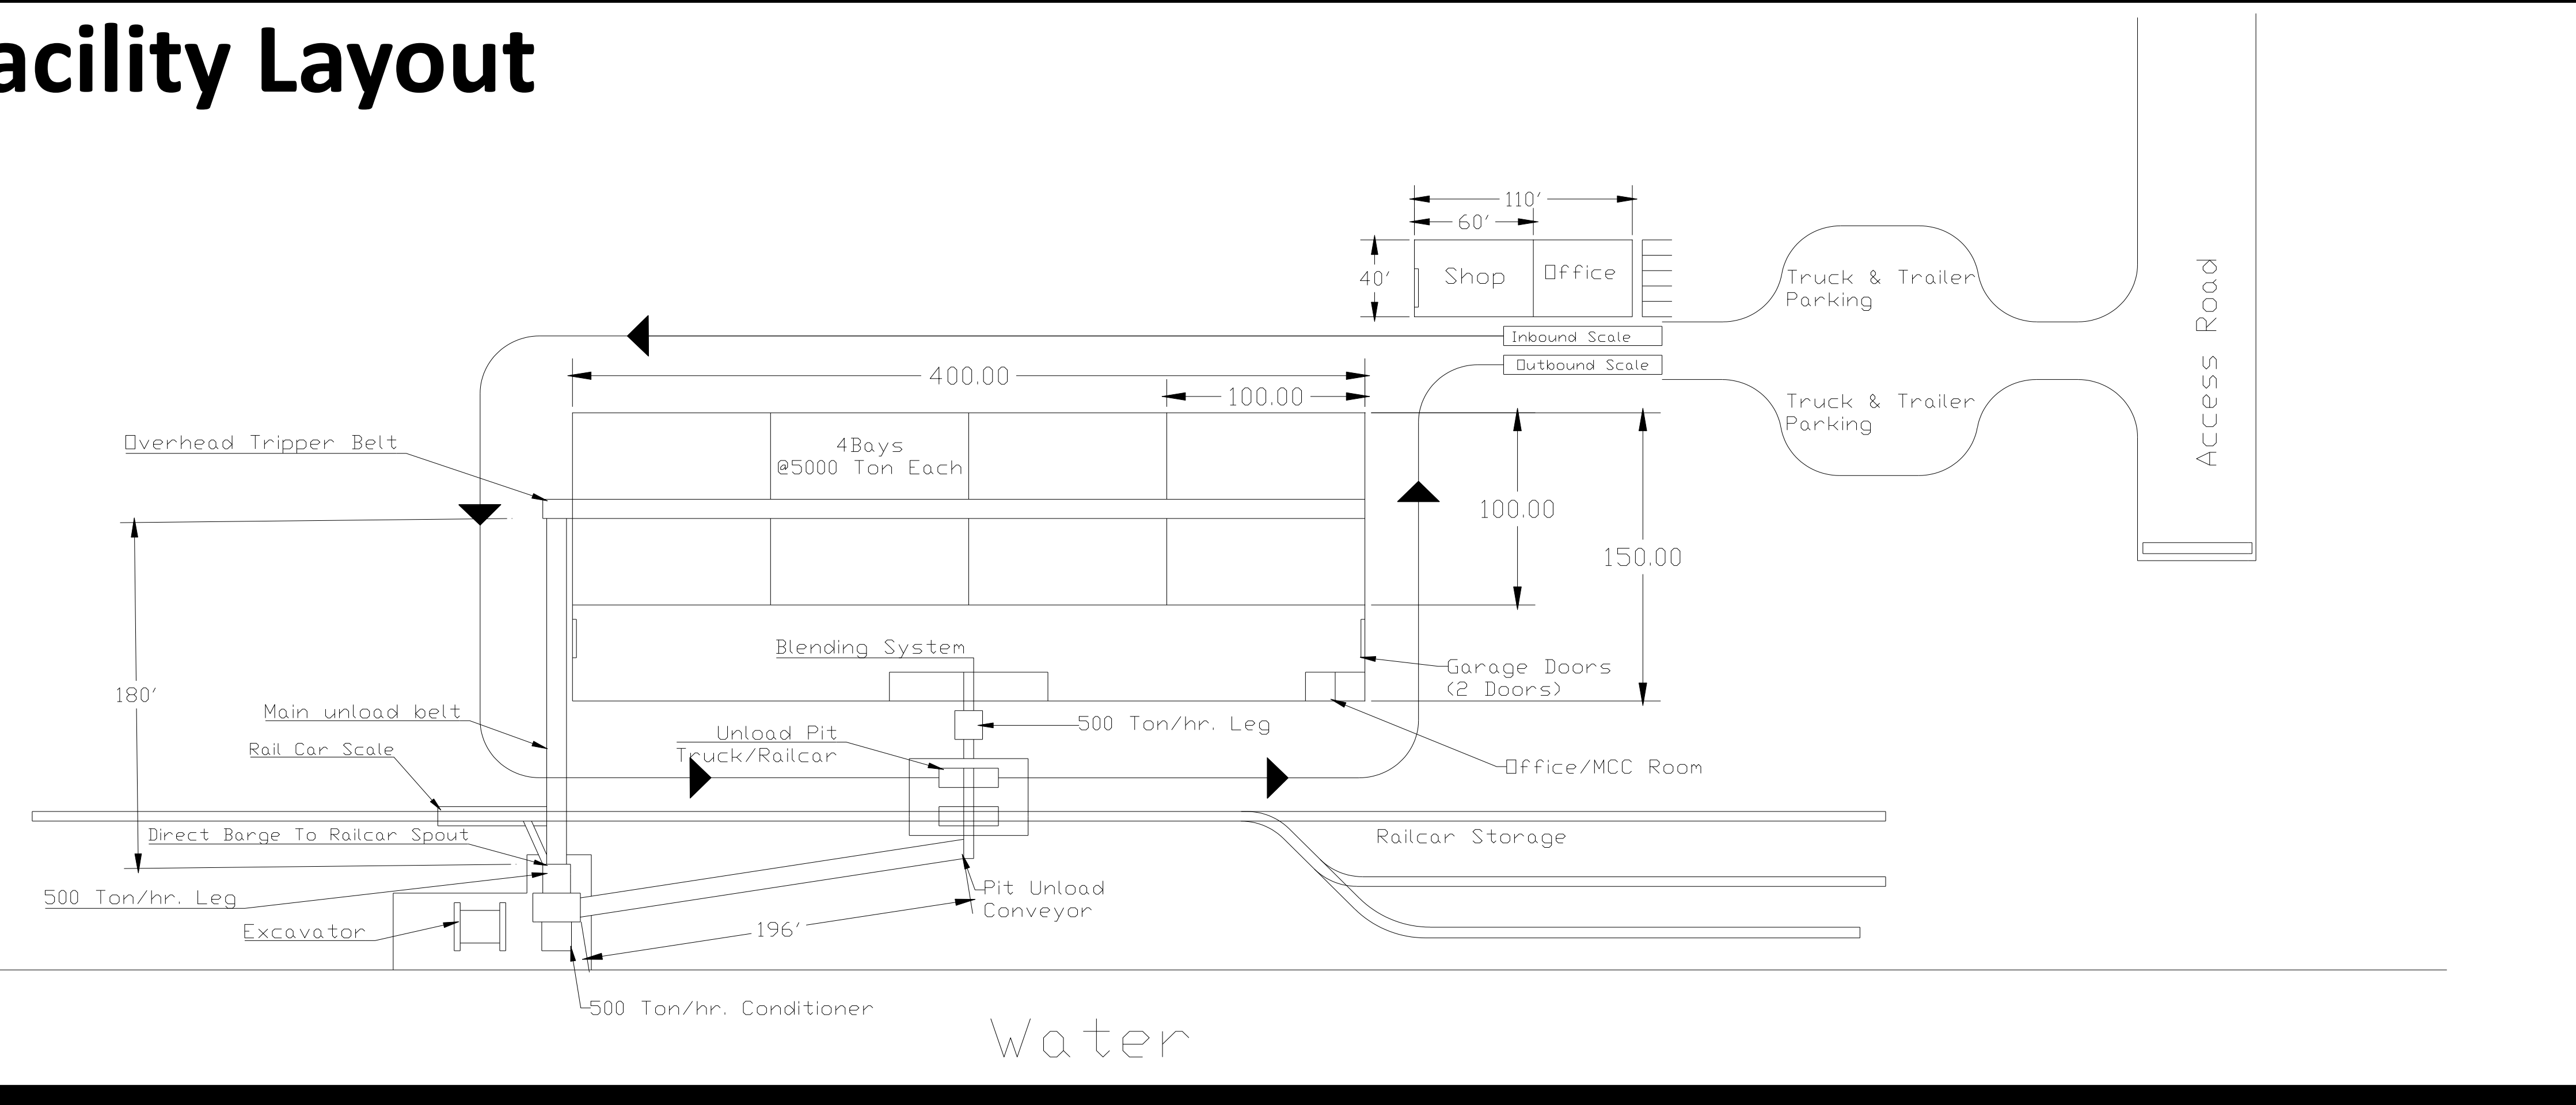 acility Layout
110'
60'
40'
Shop
Office
Inbound Scale
Outbound Scale
Truck & Trailer
Parking
Truck & Trailer
Parking
Access Road
400.00
100.00
4Bays
@5000 Ton Each
100.00
150.00
Overhead Tripper Belt
180'
Main unload belt
Rail Car Scale
Direct Barge To Railcar Spout
500 Ton/hr. Leg
Excavator
Blending System
Unload Pit
Truck/Railcar
500 Ton/hr. Leg
Garage Doors
(2 Doors)
Office/MCC Room
Railcar Storage
Pit Unload
Conveyor
196'
500 Ton/hr. Conditioner
Water